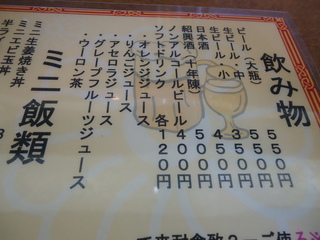 飲み物
ビール(大瓶) 550円
生ビール・中 550円
生ビール・小 350円
日本酒 450円
紹興酒(十年陳) 550円
ノンアルコールビール 400円
ソフトドリンク 各120円
・オレンジジュース
・りんごジュース
・アセロラジュース
・グレープフルーツジュース
・ウーロン茶
ミニ飯類
ミニ生姜焼き丼
ミニエビ玉丼
半ライ